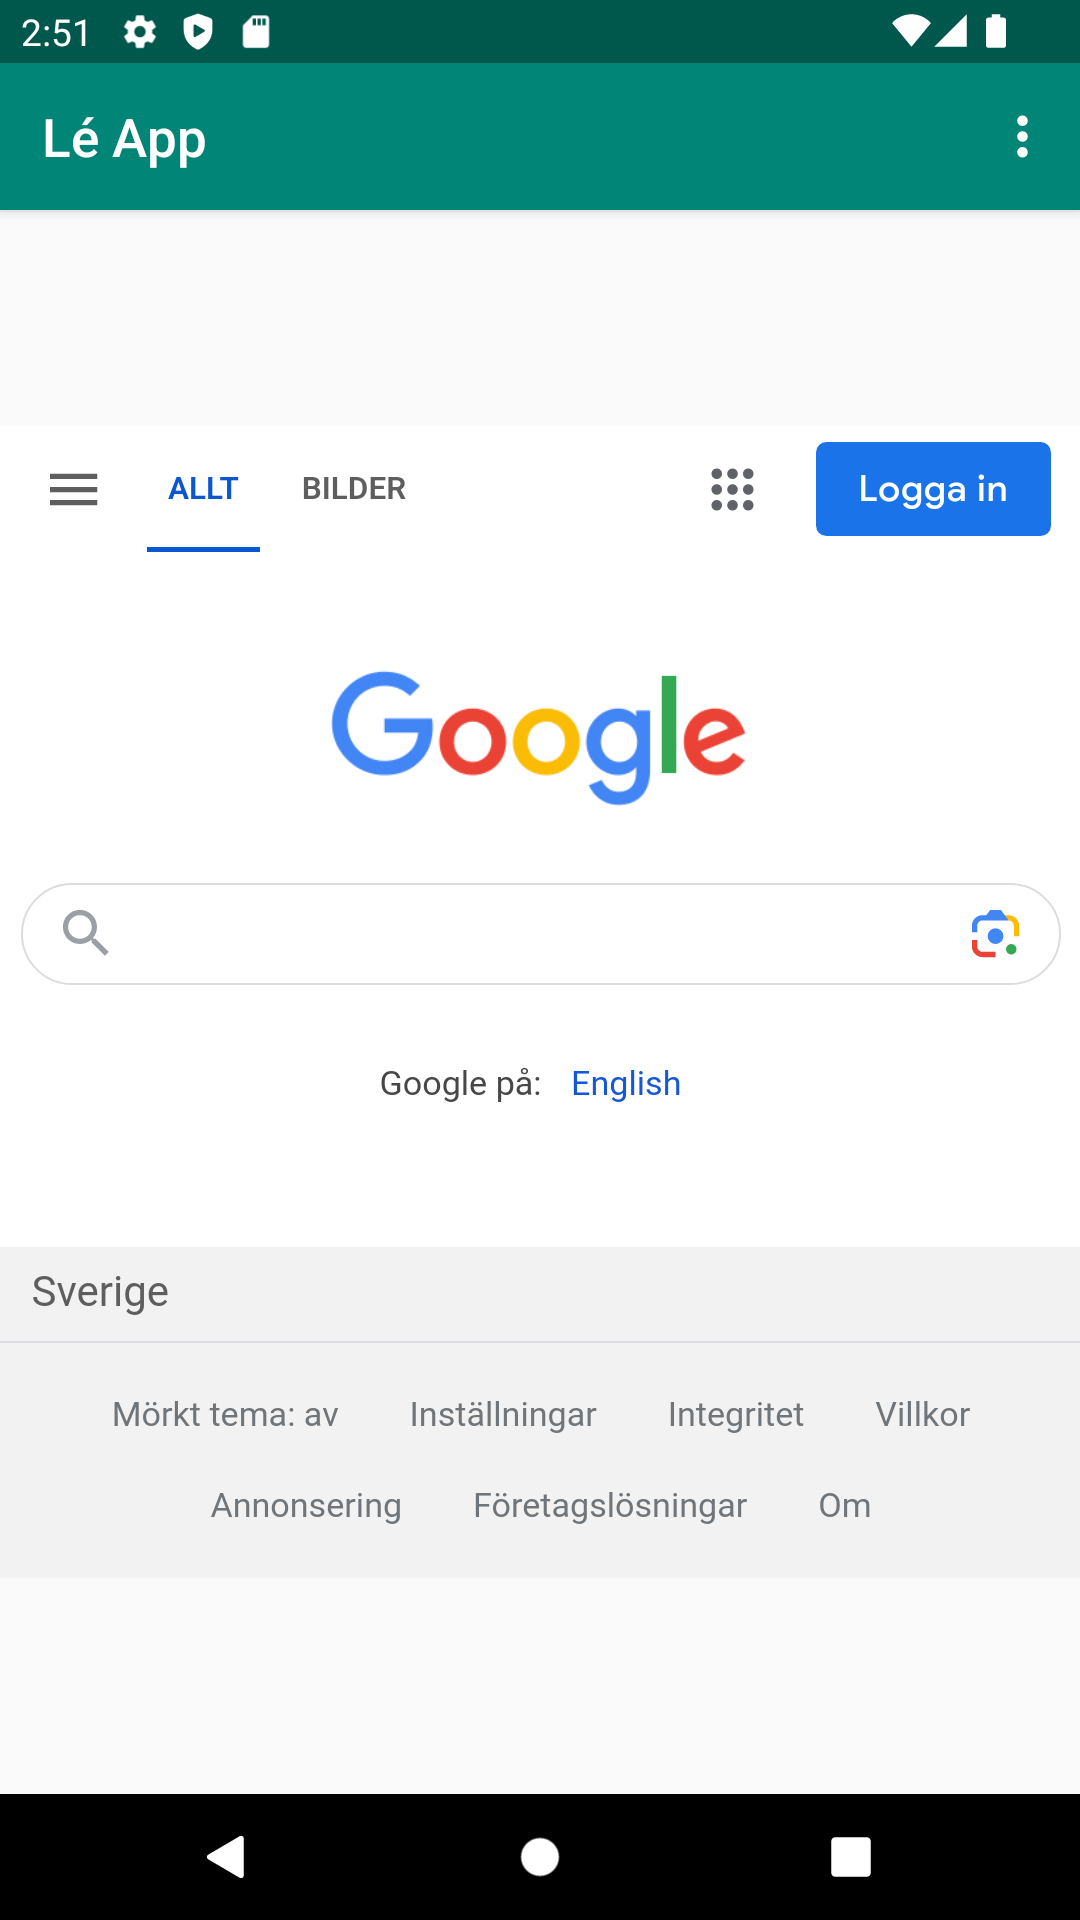 2:51
Lé App
ALLT BILDER Logga in
Google
Google på: English
Sverige
Mörkt tema: av Inställningar Integritet Villkor
Annonsering Företagslösningar Om